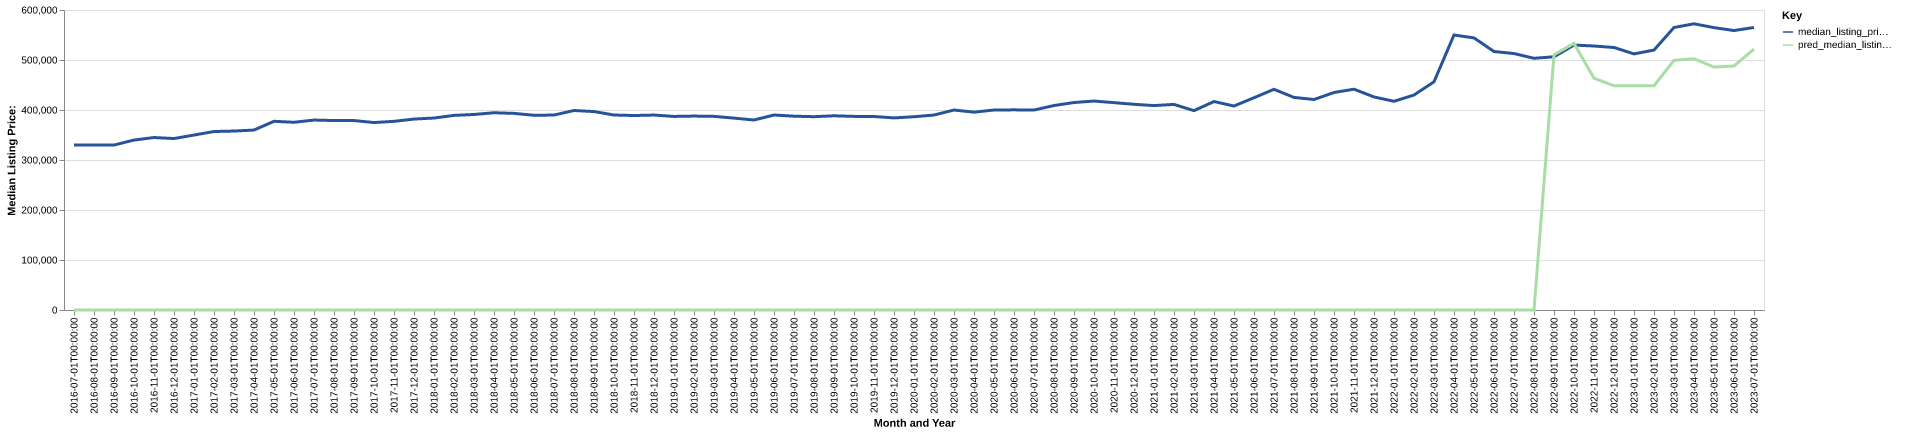 600,000
500,000
400,000
300,000
200,000
100,000
0
Median Listing Price:
2016-07-01T00:00:00
2016-08-01T00:00:00
2016-09-01T00:00:00
2016-10-01T00:00:00
2016-11-01T00:00:00
2016-12-01T00:00:00
2017-01-01T00:00:00
2017-02-01T00:00:00
2017-03-01T00:00:00
2017-04-01T00:00:00
2017-05-01T00:00:00
2017-06-01T00:00:00
2017-07-01T00:00:00
2017-08-01T00:00:00
2017-09-01T00:00:00
2017-10-01T00:00:00
2017-11-01T00:00:00
2017-12-01T00:00:00
2018-01-01T00:00:00
2018-02-01T00:00:00
2018-03-01T00:00:00
2018-04-01T00:00:00
2018-05-01T00:00:00
2018-06-01T00:00:00
2018-07-01T00:00:00
2018-08-01T00:00:00
2018-09-01T00:00:00
2018-10-01T00:00:00
2018-11-01T00:00:00
2018-12-01T00:00:00
2019-01-01T00:00:00
2019-02-01T00:00:00
2019-03-01T00:00:00
2019-04-01T00:00:00
2019-05-01T00:00:00
2019-06-01T00:00:00
2019-07-01T00:00:00
2019-08-01T00:00:00
2019-09-01T00:00:00
2019-10-01T00:00:00
2019-11-01T00:00:00
2019-12-01T00:00:00
2020-01-01T00:00:00
2020-02-01T00:00:00
2020-03-01T00:00:00
2020-04-01T00:00:00
2020-05-01T00:00:00
2020-06-01T00:00:00
2020-07-01T00:00:00
2020-08-01T00:00:00
2020-09-01T00:00:00
2020-10-01T00:00:00
2020-11-01T00:00:00
2020-12-01T00:00:00
2021-01-01T00:00:00
2021-02-01T00:00:00
2021-03-01T00:00:00
2021-04-01T00:00:00
2021-05-01T00:00:00
2021-06-01T00:00:00
2021-07-01T00:00:00
2021-08-01T00:00:00
2021-09-01T00:00:00
2021-10-01T00:00:00
2021-11-01T00:00:00
2021-12-01T00:00:00
2022-01-01T00:00:00
2022-02-01T00:00:00
2022-03-01T00:00:00
2022-04-01T00:00:00
2022-05-01T00:00:00
2022-06-01T00:00:00
2022-07-01T00:00:00
2022-08-01T00:00:00
2022-09-01T00:00:00
2022-10-01T00:00:00
2022-11-01T00:00:00
2022-12-01T00:00:00
2023-01-01T00:00:00
2023-02-01T00:00:00
2023-03-01T00:00:00
2023-04-01T00:00:00
2023-05-01T00:00:00
2023-06-01T00:00:00
2023-07-01T00:00:00
Month and Year
Key
median_listing_pri…
pred_median_listin…